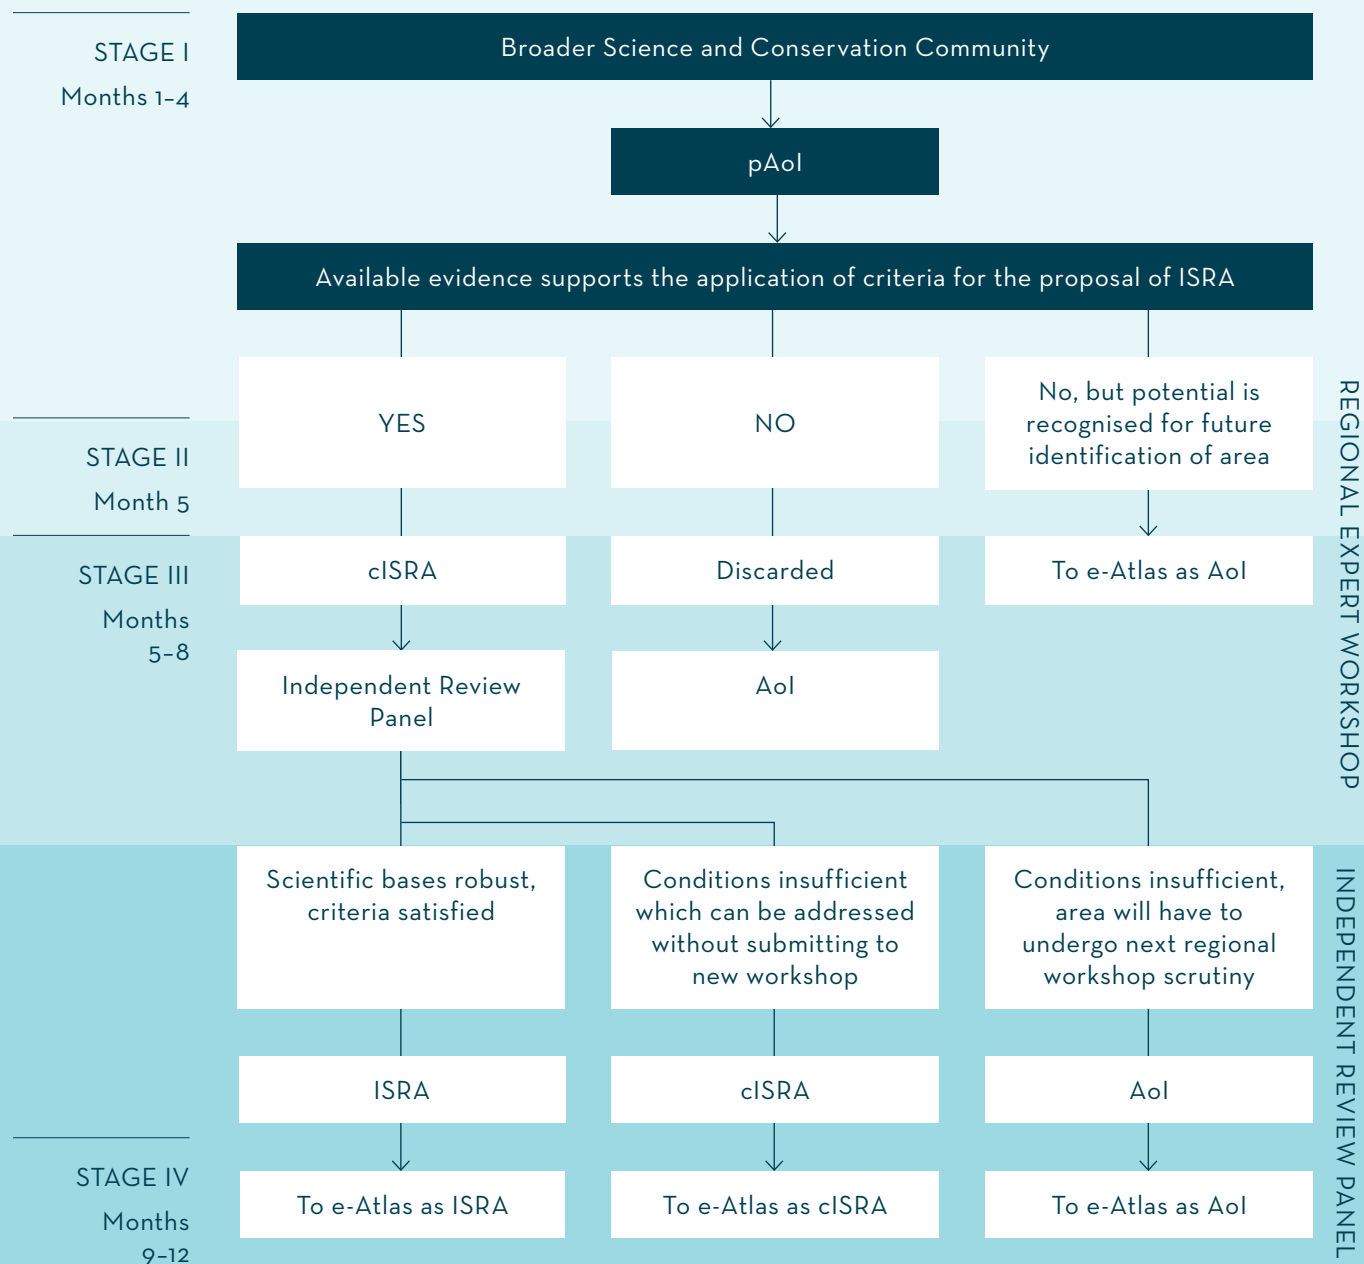 STAGE I
Months 1–4
Broader Science and Conservation Community
pAoI
Available evidence supports the application of criteria for the proposal of ISRA
YES
NO
No, but potential is
recognised for future
identification of area
STAGE II
Month 5
STAGE III
Months
5–8
cISRA
Discarded
To e-Atlas as AoI
Independent Review
Panel
AoI
REGIONAL EXPERT WORKSHOP
Scientific bases robust,
criteria satisfied
Conditions insufficient
which can be addressed
without submitting to
new workshop
Conditions insufficient,
area will have to
undergo next regional
workshop scrutiny
ISRA
cISRA
AoI
STAGE IV
Months
9–12
To e-Atlas as ISRA
To e-Atlas as cISRA
To e-Atlas as AoI
INDEPENDENT REVIEW PANEL